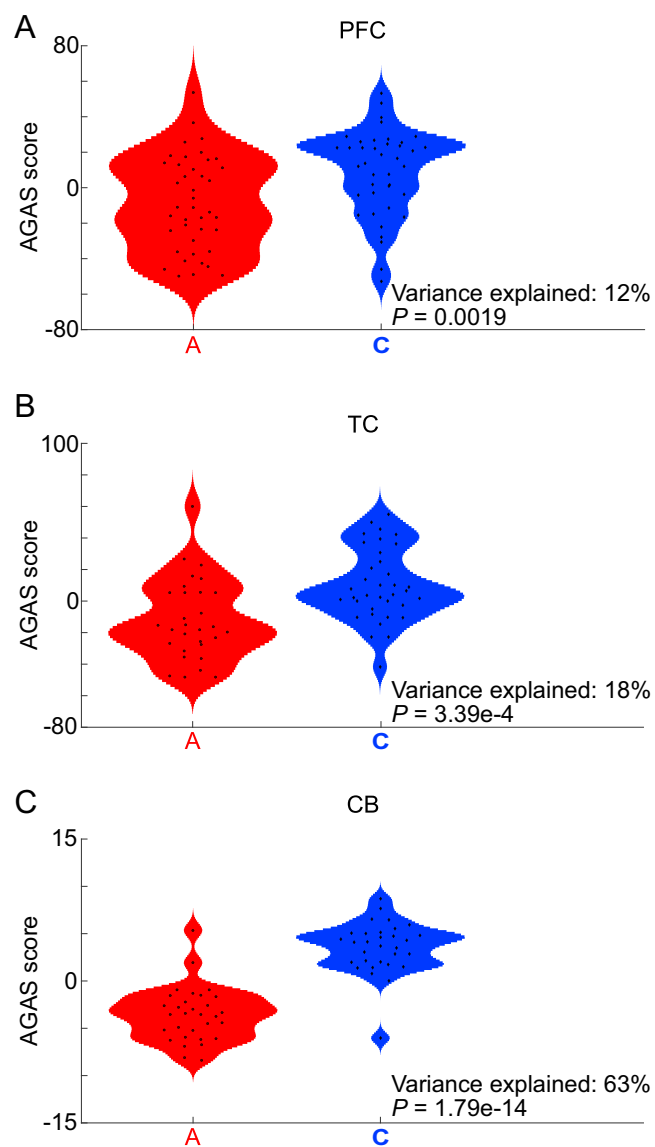 A
PFC
80
AGAS score
0
Variance explained: 12%
P = 0.0019
-80
A
C
B
TC
100
AGAS score
0
Variance explained: 18%
P = 3.39e-4
-80
A
C
C
CB
15
AGAS score
0
Variance explained: 63%
P = 1.79e-14
-15
A
C